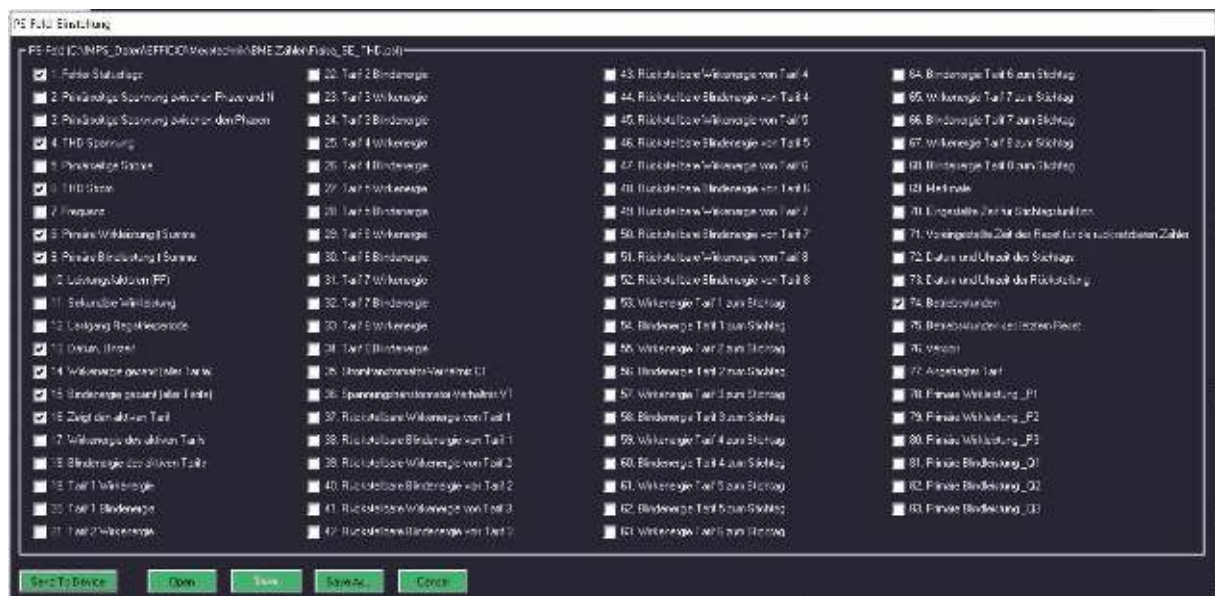 PS Feld Einstellung
PS Feld (C:\IMPS_Daten\EFFICIO\Messtechnik\BME Zähler\ SE_THD.psf)
1. Fehler Statusflags
2. Primärseitige Spannung zwischen Phase und N
3. Primärseitige Spannung zwischen den Phasen
4. THD Spannung
5. Primärseitige Ströme
6. THD Strom
7. Frequenz
8. Primäre Wirkleistung | Summe
9. Primäre Blindleistung | Summe
10. Leistungsfaktoren (PF)
11. Sekundäre Wirkleistung
12. Lastgang Registrierperiode
13. Datum, Uhrzeit
14. Wirkenergie gesamt (aller Tarife)
15. Blindenergie gesamt (aller Tarife)
16. Zeigt den aktiven Tarif
17. Wirkenergie des aktiven Tarifs
18. Blindenergie des aktiven Tarifs
19. Tarif 1 Wirkenergie
20. Tarif 1 Blindenergie
21. Tarif 2 Wirkenergie
22. Tarif 2 Blindenergie
23. Tarif 3 Wirkenergie
24. Tarif 3 Blindenergie
25. Tarif 4 Wirkenergie
26. Tarif 4 Blindenergie
27. Tarif 5 Wirkenergie
28. Tarif 5 Blindenergie
29. Tarif 6 Wirkenergie
30. Tarif 6 Blindenergie
31. Tarif 7 Wirkenergie
32. Tarif 7 Blindenergie
33. Tarif 8 Wirkenergie
34. Tarif 8 Blindenergie
35. Stromtransformator-Verhältnis CT
36. Spannungstransformator-Verhältnis VT
37. Rückstellbare Wirkenergie von Tarif 1
38. Rückstellbare Blindenergie von Tarif 1
39. Rückstellbare Wirkenergie von Tarif 2
40. Rückstellbare Blindenergie von Tarif 2
41. Rückstellbare Wirkenergie von Tarif 3
42. Rückstellbare Blindenergie von Tarif 3
43. Rückstellbare Wirkenergie von Tarif 4
44. Rückstellbare Blindenergie von Tarif 4
45. Rückstellbare Wirkenergie von Tarif 5
46. Rückstellbare Blindenergie von Tarif 5
47. Rückstellbare Wirkenergie von Tarif 6
48. Rückstellbare Blindenergie von Tarif 6
49. Rückstellbare Wirkenergie von Tarif 7
50. Rückstellbare Blindenergie von Tarif 7
51. Rückstellbare Wirkenergie von Tarif 8
52. Rückstellbare Blindenergie von Tarif 8
53. Wirkenergie Tarif 1 zum Stichtag
54. Blindenergie Tarif 1 zum Stichtag
55. Wirkenergie Tarif 2 zum Stichtag
56. Blindenergie Tarif 2 zum Stichtag
57. Wirkenergie Tarif 3 zum Stichtag
58. Blindenergie Tarif 3 zum Stichtag
59. Wirkenergie Tarif 4 zum Stichtag
60. Blindenergie Tarif 4 zum Stichtag
61. Wirkenergie Tarif 5 zum Stichtag
62. Blindenergie Tarif 5 zum Stichtag
63. Wirkenergie Tarif 6 zum Stichtag
64. Blindenergie Tarif 6 zum Stichtag
65. Wirkenergie Tarif 7 zum Stichtag
66. Blindenergie Tarif 7 zum Stichtag
67. Wirkenergie Tarif 8 zum Stichtag
68. Blindenergie Tarif 8 zum Stichtag
69. Merkmale
70. Eingestellte Zeit für Stichtagsfunktion
71. Voreingestellte Zeit des Reset für die rücksetzbaren Zähler
72. Datum und Uhrzeit des Stichtags
73. Datum und Uhrzeit der Rückstellung
74. Betriebsstunden
75. Betriebsstunden seit letztem Reset
76. Version
77. Angefragter Tarif
78. Primäre Wirkleistung _P1
79. Primäre Wirkleistung _P2
80. Primäre Wirkleistung _P3
81. Primäre Blindleistung _Q1
82. Primäre Blindleistung _Q2
83. Primäre Blindleistung _Q3
Send To Device
Open
Save
Save As...
Cancel